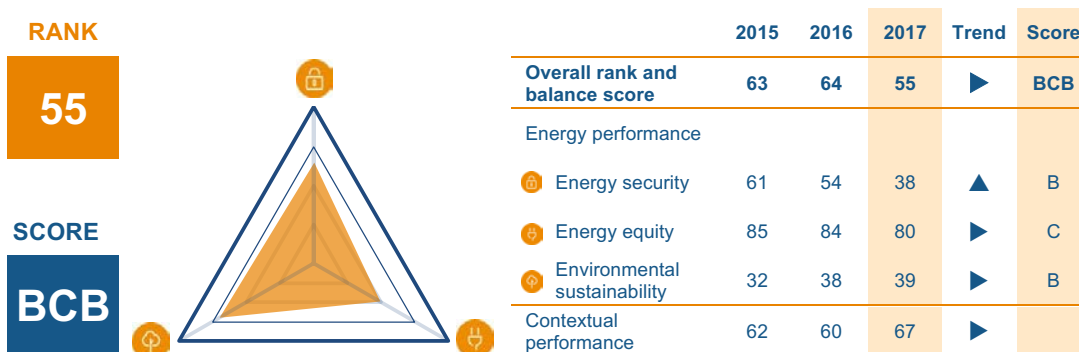 RANK
55
SCORE
BCB
2015 2016 2017 Trend Score
Overall rank and
balance score 63 64 55 BCB
Energy performance
Energy security 61 54 38 B
Energy equity 85 84 80 C
Environmental
sustainability 32 38 39 B
Contextual
performance 62 60 67